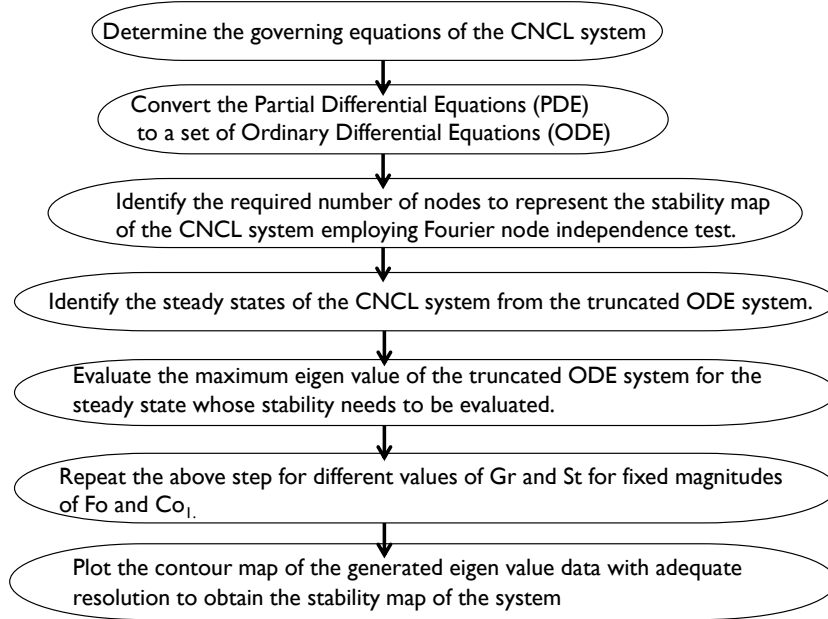 Determine the governing equations of the CNCL system
Convert the Partial Differential Equations (PDE)
to a set of Ordinary Differential Equations (ODE)
Identify the required number of nodes to represent the stability map
of the CNCL system employing Fourier node independence test.
Identify the steady states of the CNCL system from the truncated ODE system.
Evaluate the maximum eigen value of the truncated ODE system for the
steady state whose stability needs to be evaluated.
Repeat the above step for different values of Gr and St for fixed magnitudes
of Fo and Co₁.
Plot the contour map of the generated eigen value data with adequate
resolution to obtain the stability map of the system